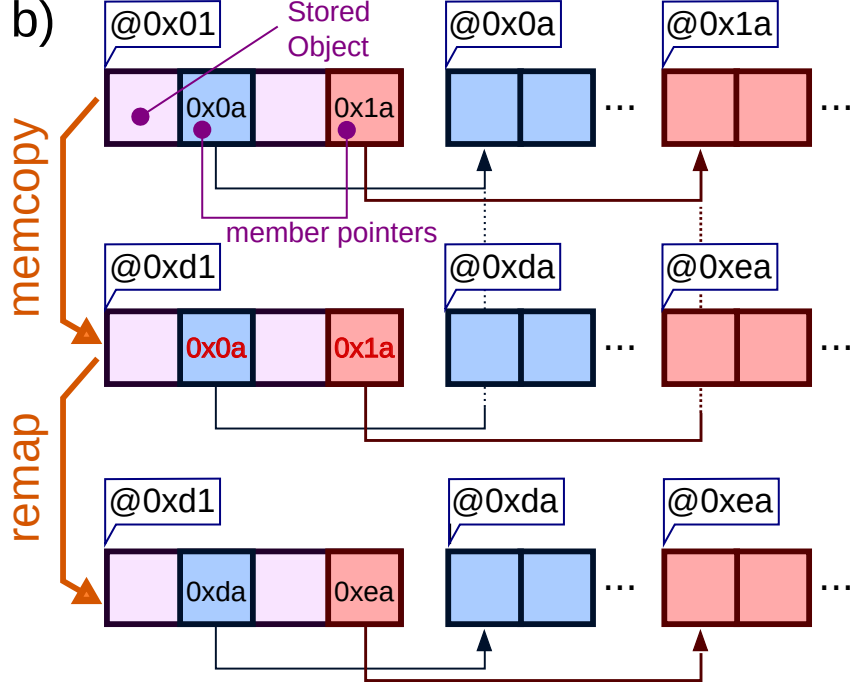 b)
@0x01
Stored
Object
@0x0a
@0x1a
0x0a
0x1a
...
...
member pointers
memcopy
@0xd1
@0xda
@0xea
0x0a
0x1a
...
...
remap
@0xd1
@0xda
@0xea
0xda
0xea
...
...